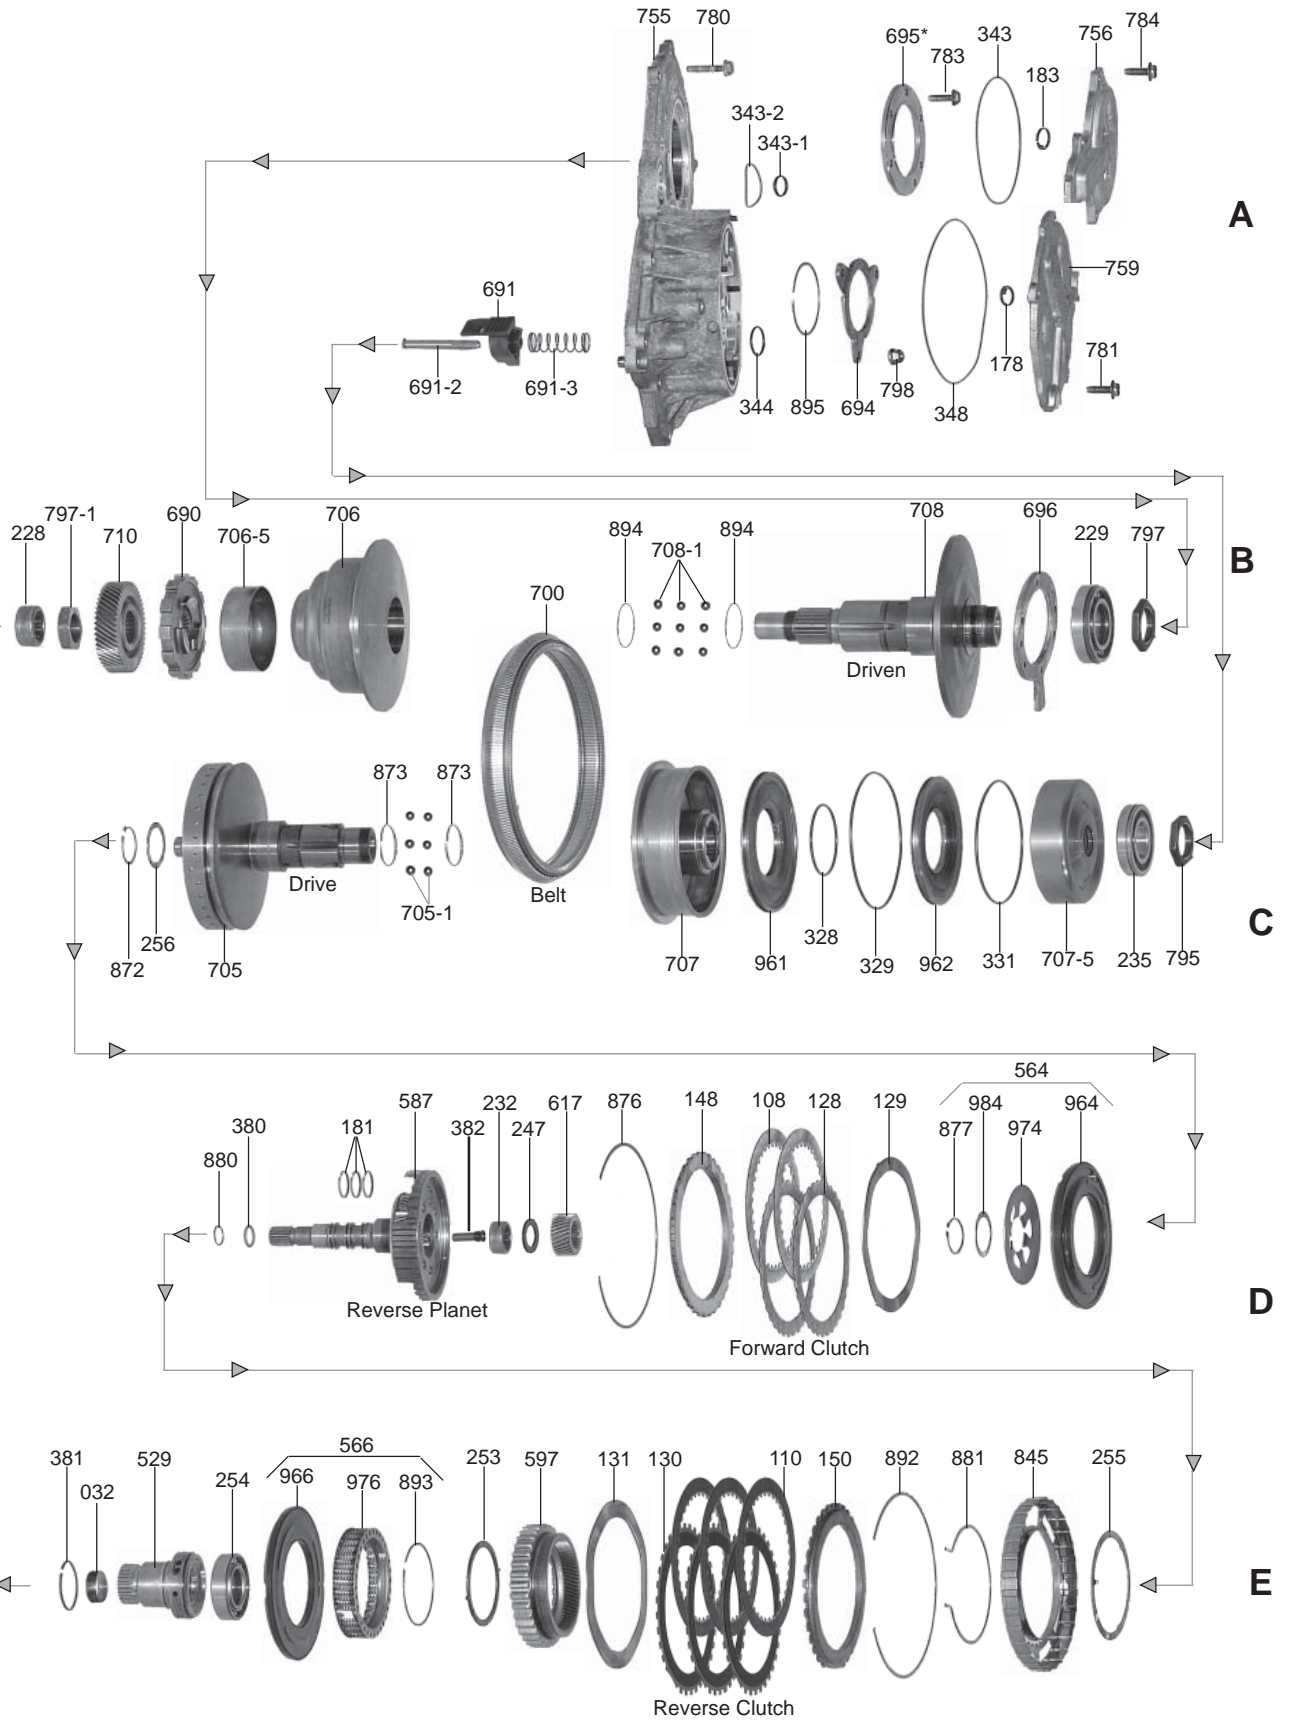 755 780
695* 343 756 784
783
183
343-2
343-1
A
759
691
178
781
691-2 691-3
344 895 694 798 348
228 797-1 710 690 706-5 706
894 708-1 894 708 696 229 797
B
700
Driven
873 873
Drive
Belt
705-1
872 256 705
707 961 328 329 962 331 707-5 235 795
C
564
880 380 181 587 382 232 247 617 876 148 108 128 129 877 984 974 964
Reverse Planet
Forward Clutch
D
566
381 032 529 254 966 976 893 253 597 131 130 110 150 892 881 845 255
E
Reverse Clutch